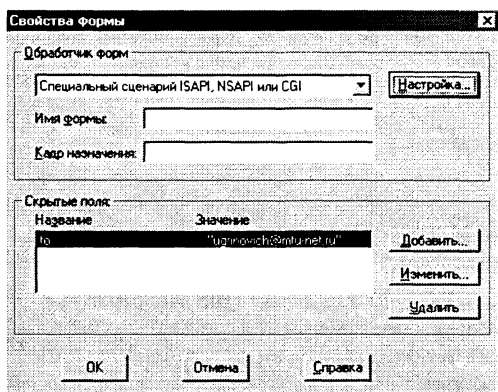 Свойства формы
Обработчик форм
Специальный сценарий ISAPI, NSAPI или CGI
Настройка...
Имя формы:
Кадр назначения:
Скрытые поля:
Название Значение
to "ugrinovich@mtu-net.ru"
Добавить...
Изменить...
Удалить
OK Отмена Справка